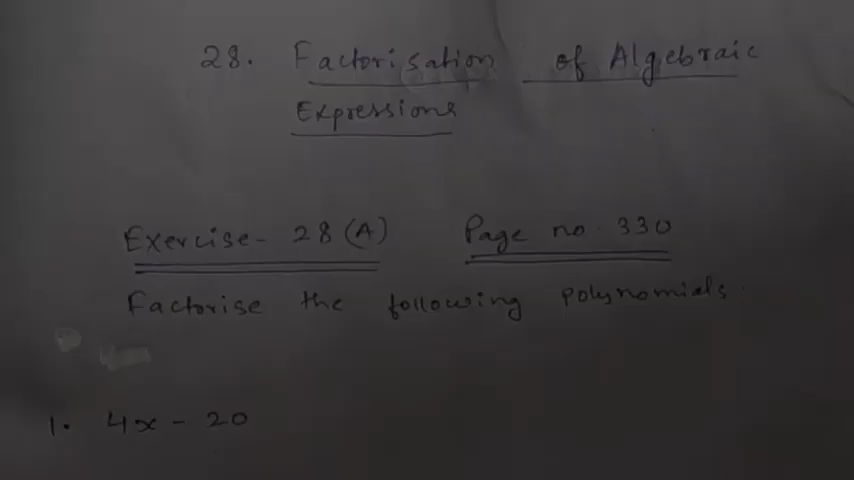 28. Factorisation of Algebraic
Expressions
Exercise- 28 (A) Page no. 330
Factorise the following polynomials.
1. 4x - 20